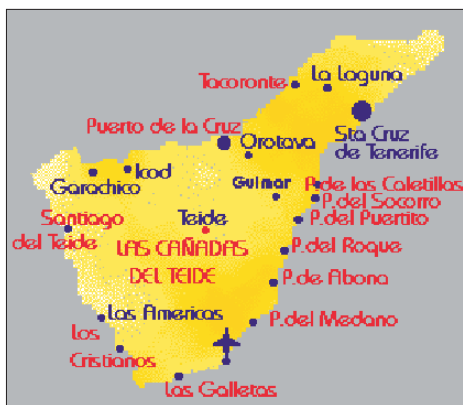 La Laguna
Tacoronte
Puerto de la Cruz
Sta Cruz
de Tenerife
Orotava
Icod
Garachico
Guimar
P.de las Caletillas
P.del Socorro
P.del Puertito
Santiago
del Teide
Teide
LAS CAÑADAS
DEL TEIDE
P.del Roque
P.de Abona
Las Americas
P.del Medano
Los
Cristianos
Las Galletas